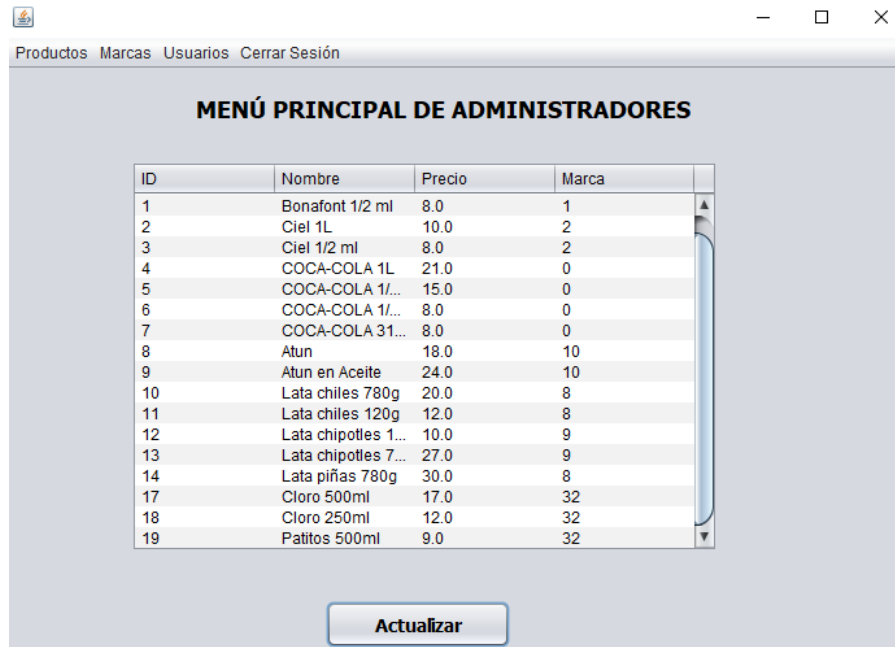 Productos Marcas Usuarios Cerrar Sesión
MENÚ PRINCIPAL DE ADMINISTRADORES
ID Nombre Precio Marca
1 Bonafont 1/2 ml 8.0 1
2 Ciel 1L 10.0 2
3 Ciel 1/2 ml 8.0 2
4 COCA-COLA 1L 21.0 0
5 COCA-COLA 1/... 15.0 0
6 COCA-COLA 1/... 8.0 0
7 COCA-COLA 31... 8.0 0
8 Atun 18.0 10
9 Atun en Aceite 24.0 10
10 Lata chiles 780g 20.0 8
11 Lata chiles 120g 12.0 8
12 Lata chipotles 1... 10.0 9
13 Lata chipotles 7... 27.0 9
14 Lata piñas 780g 30.0 8
17 Cloro 500ml 17.0 32
18 Cloro 250ml 12.0 32
19 Patitos 500ml 9.0 32
Actualizar